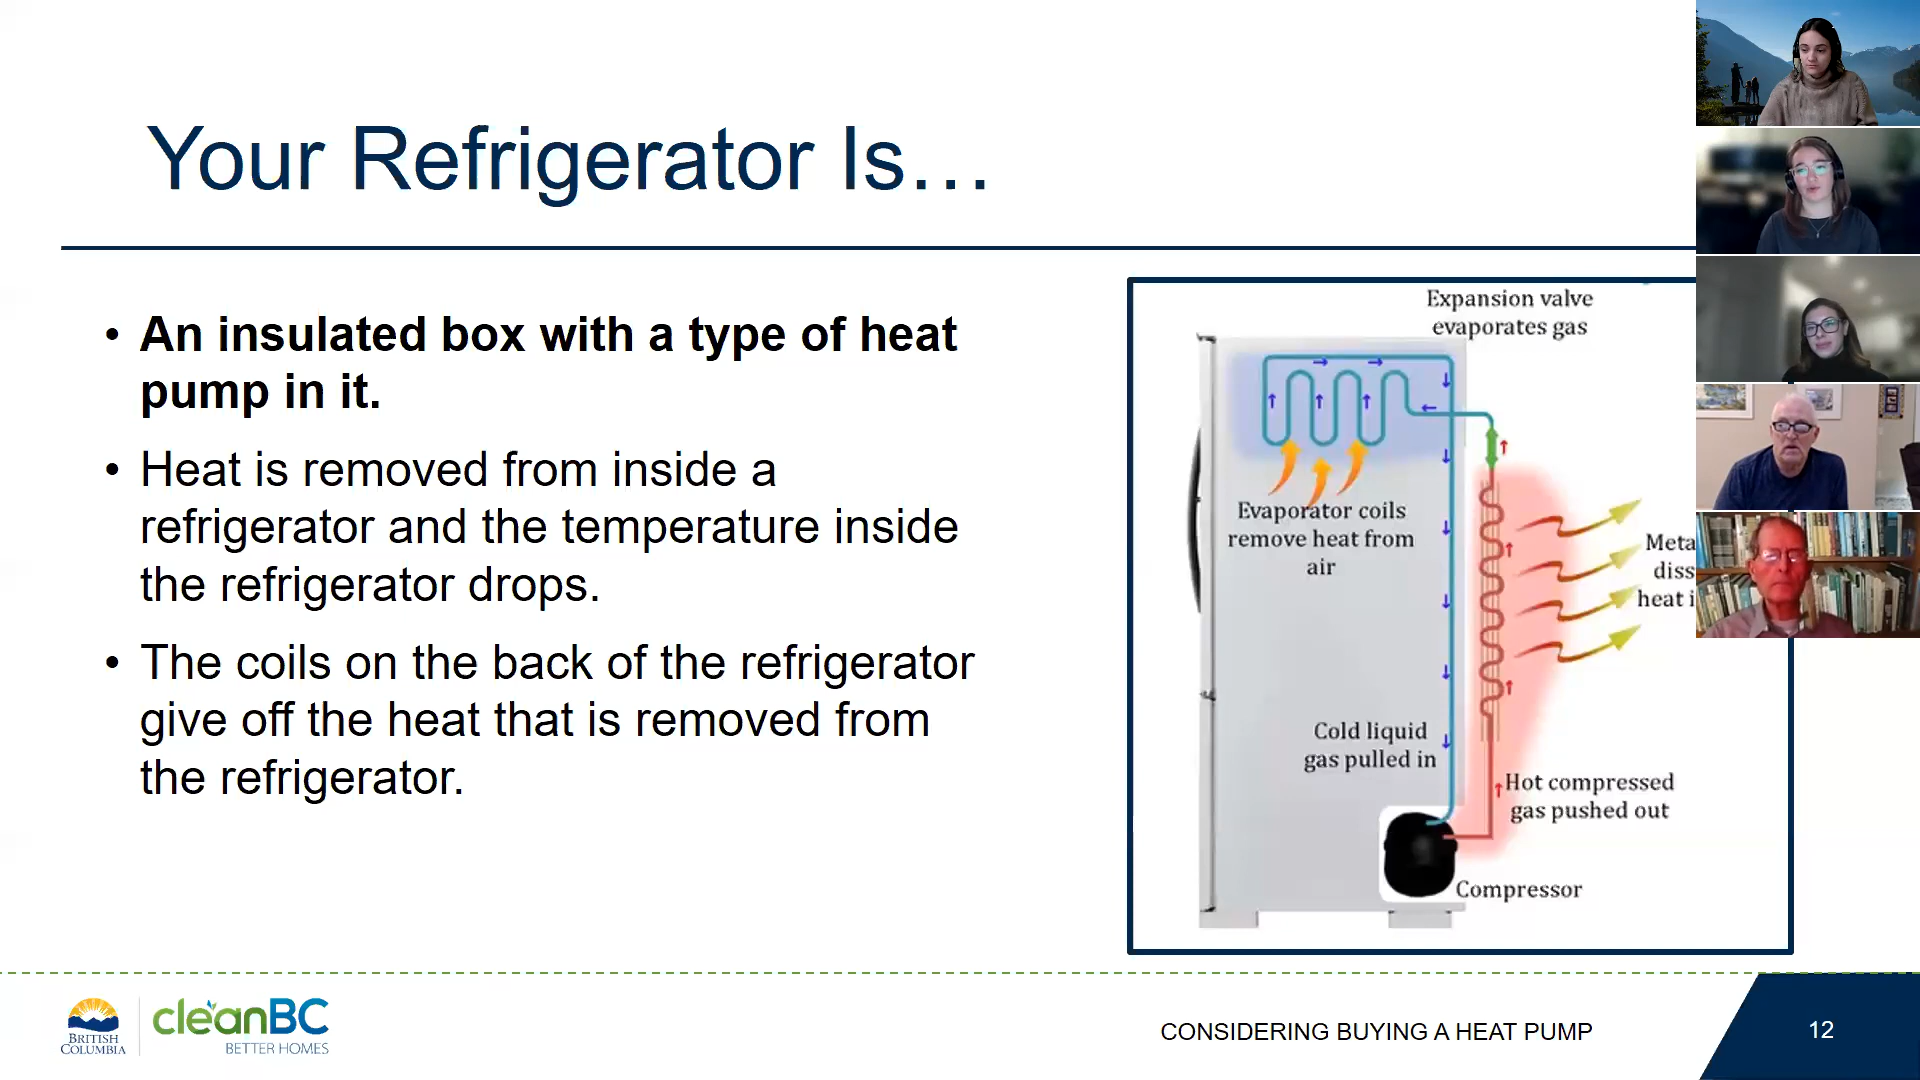 Your Refrigerator Is…
• An insulated box with a type of heat
pump in it.
• Heat is removed from inside a
refrigerator and the temperature inside
the refrigerator drops.
• The coils on the back of the refrigerator
give off the heat that is removed from
the refrigerator.
Expansion valve
evaporates gas
Evaporator coils
remove heat from
air
Meta
diss
heat i
Cold liquid
gas pulled in
Hot compressed
gas pushed out
Compressor
BRITISH
COLUMBIA
cleanBC
BETTER HOMES
CONSIDERING BUYING A HEAT PUMP
12